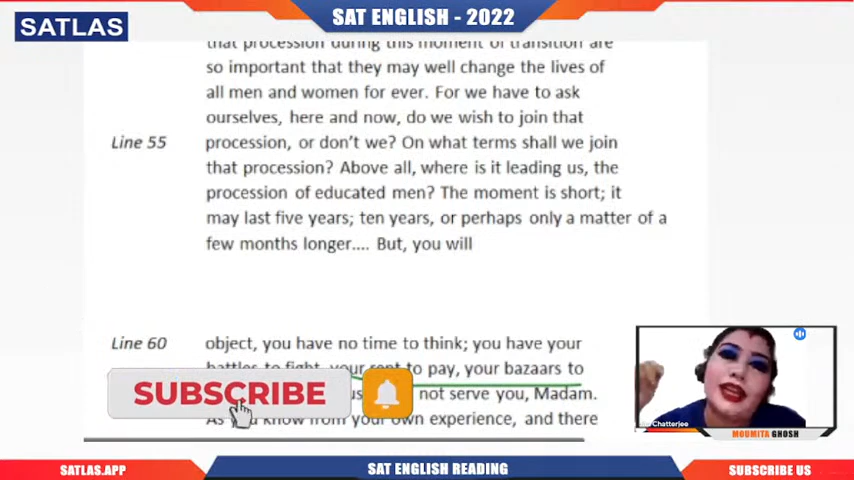 SATLAS
SAT ENGLISH - 2022
that procession during this moment of transition are
so important that they may well change the lives of
all men and women for ever. For we have to ask
ourselves, here and now, do we wish to join that
Line 55 procession, or don't we? On what terms shall we join
that procession? Above all, where is it leading us, the
procession of educated men? The moment is short; it
may last five years; ten years, or perhaps only a matter of a
few months longer.... But, you will
Line 60 object, you have no time to think; you have your
battles to fight, your rent to pay, your bazaars to
SUBSCRIBE
not serve you, Madam.
As you know from your own experience, and there
Chatterjee
MOUMITA GHOSH
SATLAS.APP
SAT ENGLISH READING
SUBSCRIBE US